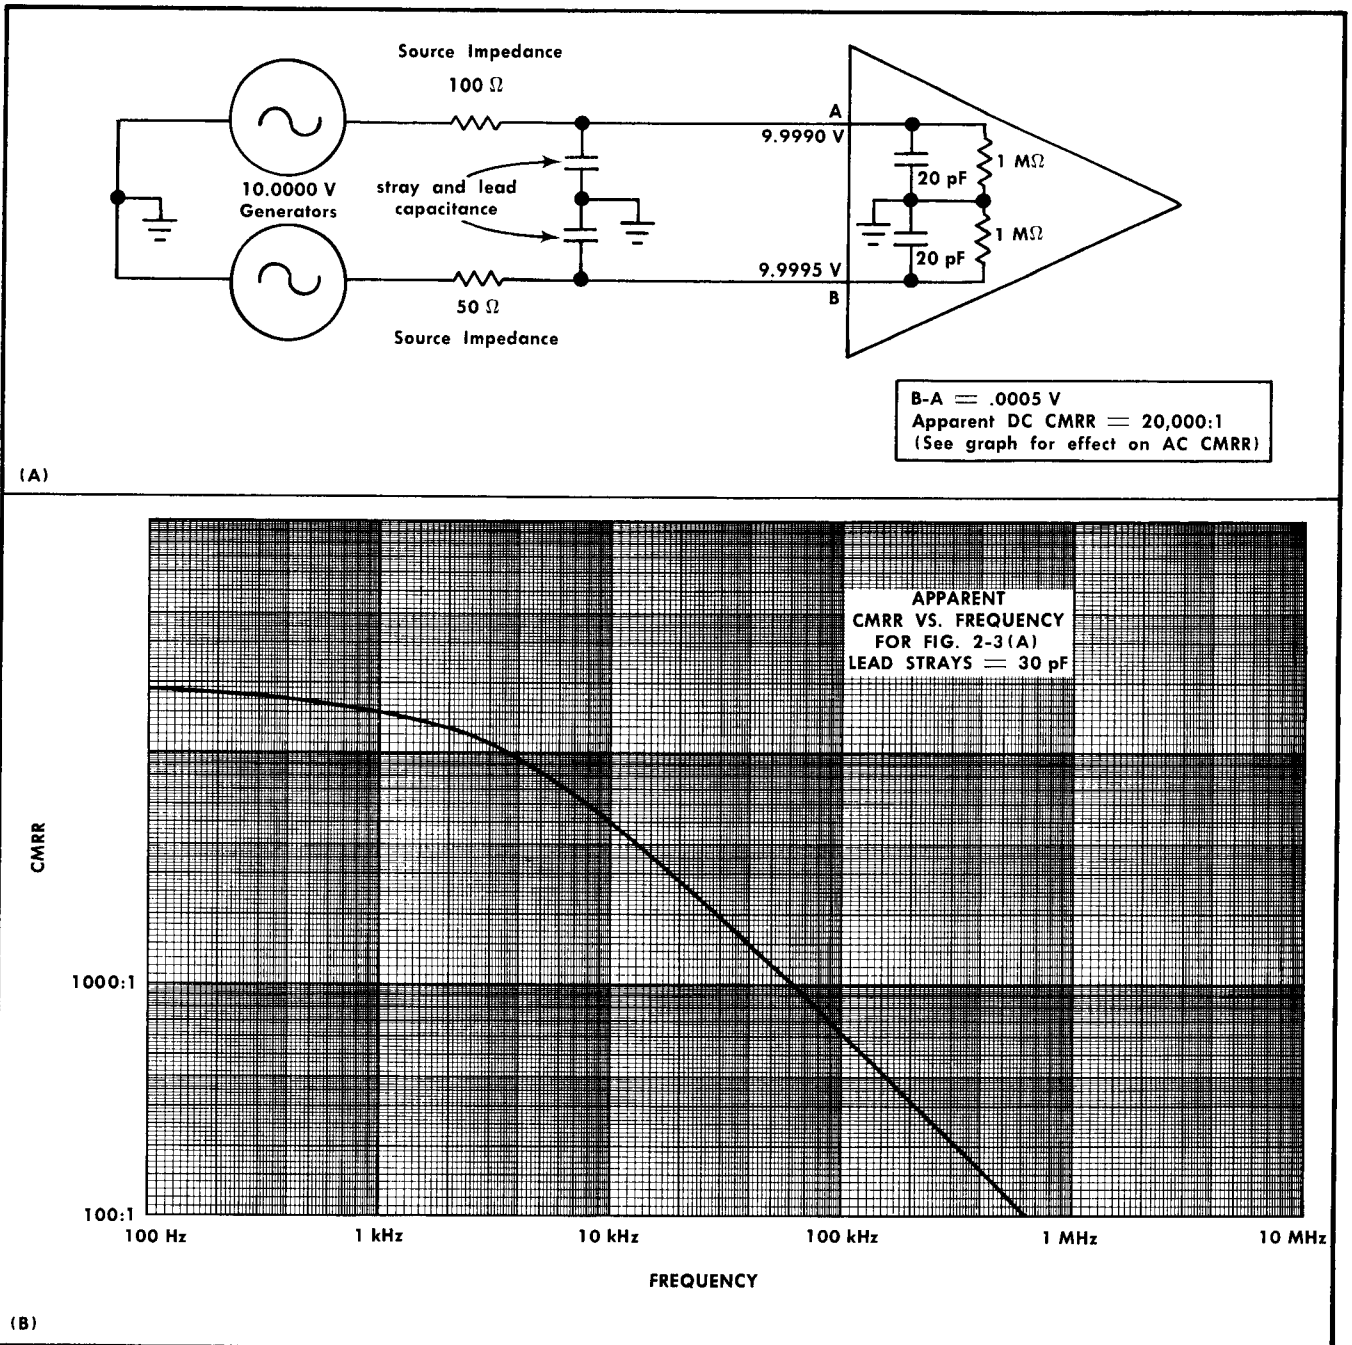 Source Impedance
100 Ω
A
9.9990 V
1 MΩ
20 pF
10.0000 V
Generators
stray and lead
capacitance
1 MΩ
20 pF
9.9995 V
B
50 Ω
Source Impedance
B-A = .0005 V
Apparent DC CMRR = 20,000:1
(See graph for effect on AC CMRR)
(A)
APPARENT
CMRR VS. FREQUENCY
FOR FIG. 2-3(A)
LEAD STRAYS = 30 pF
CMRR
1000:1
100:1
100 Hz
1 kHz
10 kHz
100 kHz
1 MHz
10 MHz
FREQUENCY
(B)